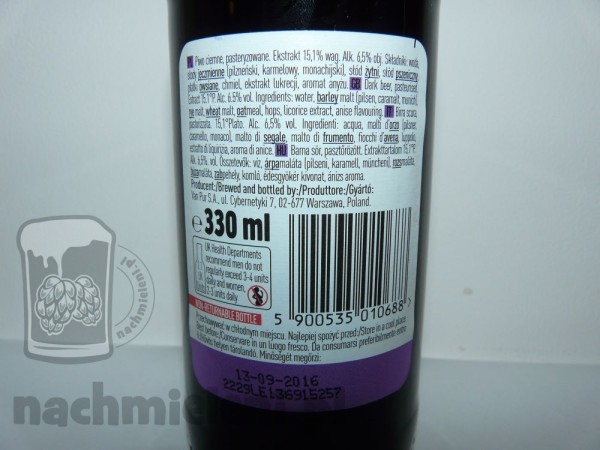 PL Piwo ciemne, pasteryzowane. Ekstrakt 15,1% wag. Alk. 6,5% obj. Składniki: woda,
słody jęczmienne (pilzneński, karmelowy, monachijski), słód żytni, słód pszeniczny,
płatki owsiane, chmiel, ekstrakt lukrecji, aromat anyżu. GB Dark beer, pasteurised.
Extract 15,1°P. Alc. 6.5% vol. Ingredients: water, barley malt (pilsen, caramel, munich),
rye malt, wheat malt, oatmeal, hops, licorice extract, anise flavouring. IT Birra scura,
pastorizzata. 15,1°Plato. Alc. 6,5% vol. Ingredienti: acqua, malti d'orzo (pilsener,
caramello, monaco), malto di segale, malto di frumento, fiocchi d'avena, luppolo,
estratto di liquirizia, aroma di anice. HU Barna sör, pasztőrözött. Extrakttartalom 15,1°P.
Alk. 6,5%. vol. Összetevők: víz, árpamaláta (pilseni, karamell, müncheni), rozsmaláta,
búzamaláta, zabpehely, komló, édesgyökér kivonat, ánizs aroma.
Producent:/Brewed and bottled by:/Produttore:/Gyártó:
Van Pur S.A., ul. Cybernetyki 7, 02-677 Warszawa, Poland.
e 330 ml
UK Health Departments
recommend men do not
regularly exceed 3-4 units
daily and women,
2-3 units daily
NON-RETURNABLE BOTTLE
5 900535 010688
Przechowywać w chłodnym miejscu. Najlepiej spożyć przed:/Store in a cool place.
Best before:/Conservare in un luogo fresco. Da consumarsi preferibilmente entro:
hűvös helyen tárolandó. Minőségét megőrzi:
13-09-2016
2229LE136915257
nachmieleni.pl
nachmie